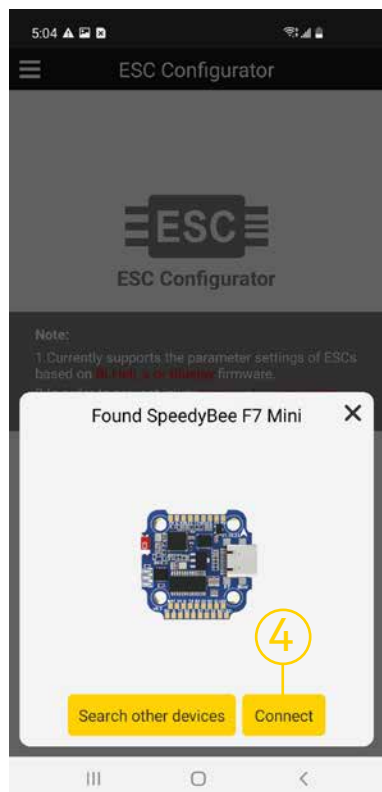 5:04
ESC Configurator
ESC
ESC Configurator
Note:
1.Currently supports the parameter settings of ESCs
based on firmware.
Found SpeedyBee F7 Mini
4
Search other devices
Connect